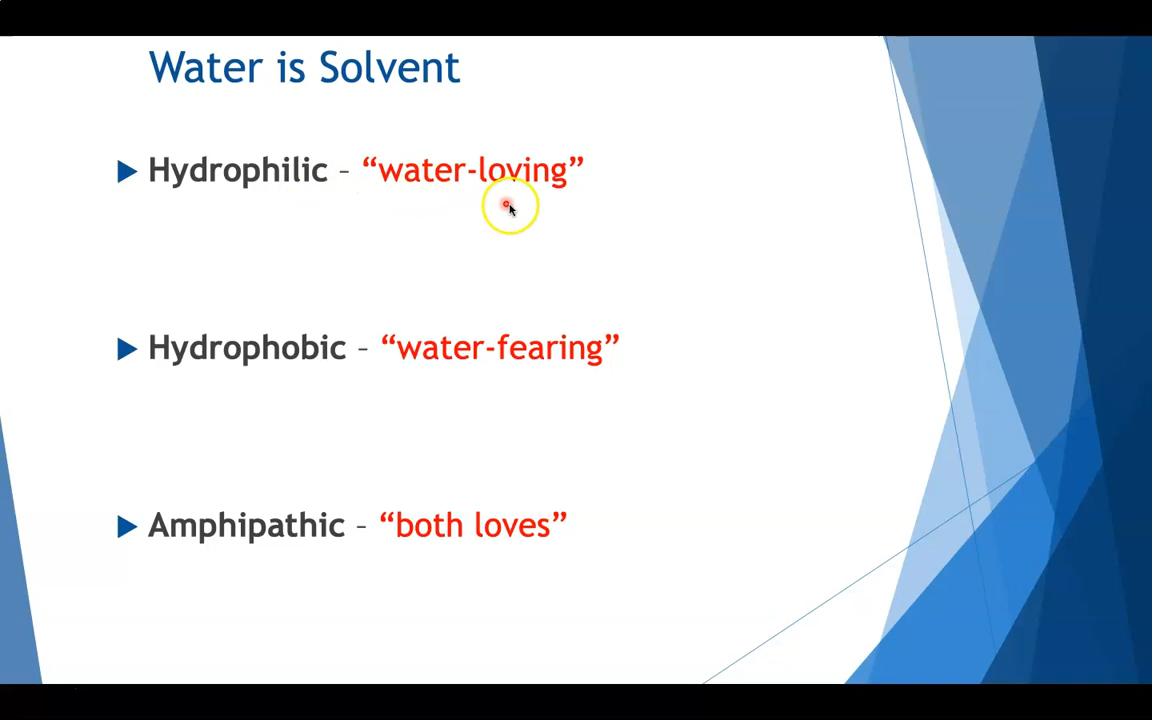 Water is Solvent
Hydrophilic – “water-loving”
Hydrophobic – “water-fearing”
Amphipathic – “both loves”